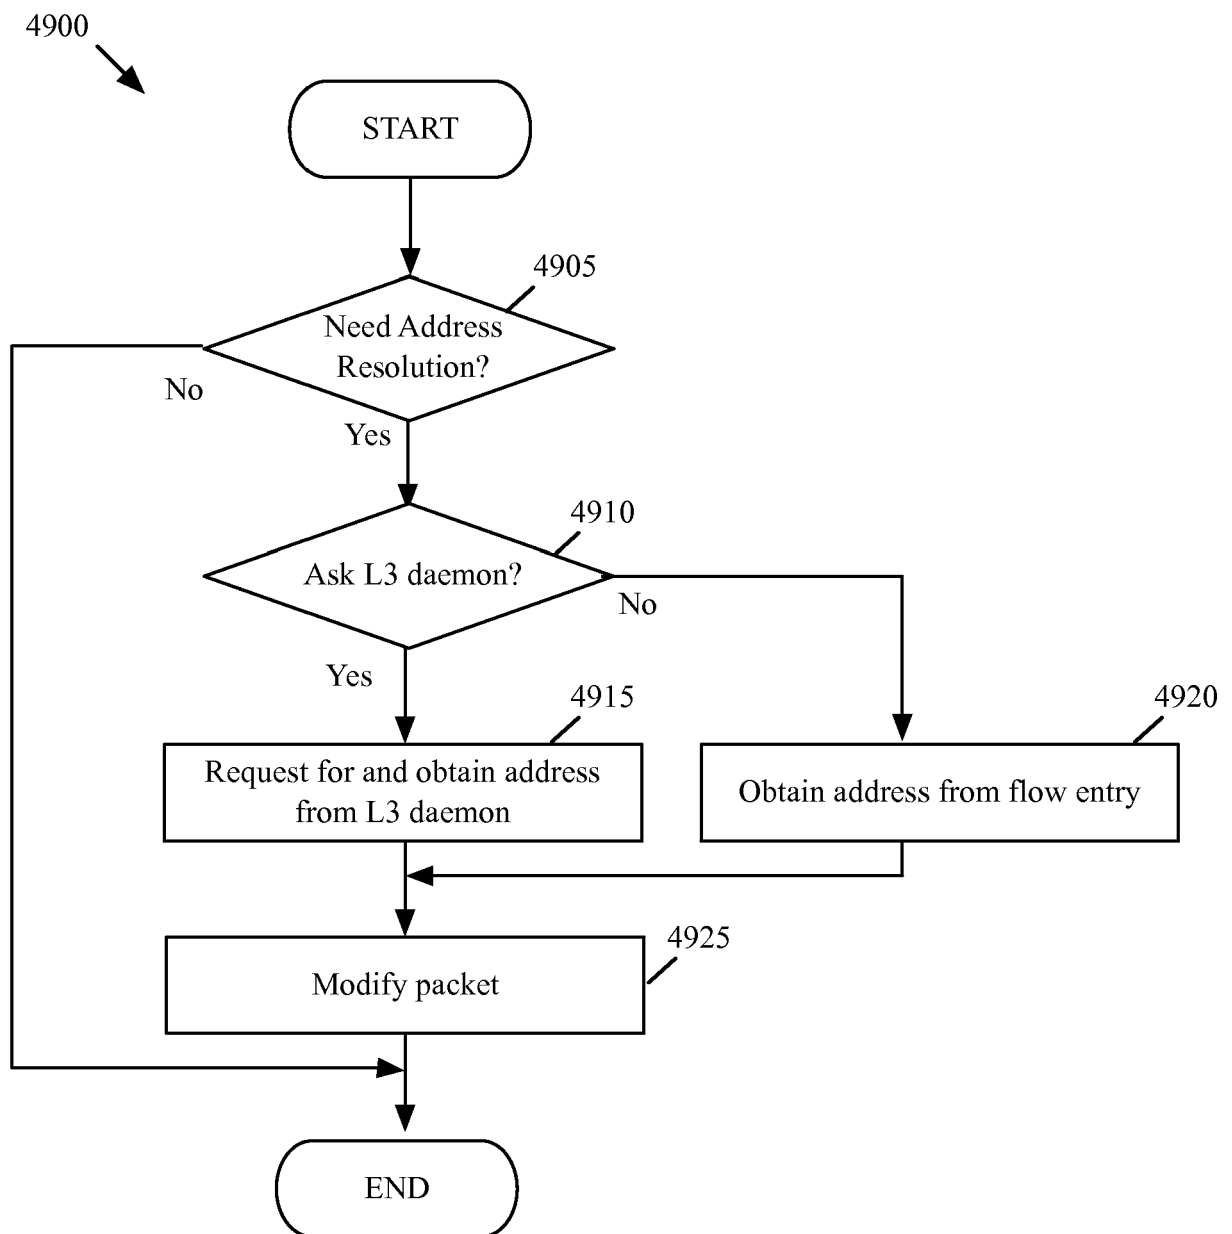 4900
START
4905
Need Address
Resolution?
No
Yes
4910
Ask L3 daemon?
No
Yes
4915
4920
Request for and obtain address
from L3 daemon
Obtain address from flow entry
4925
Modify packet
END